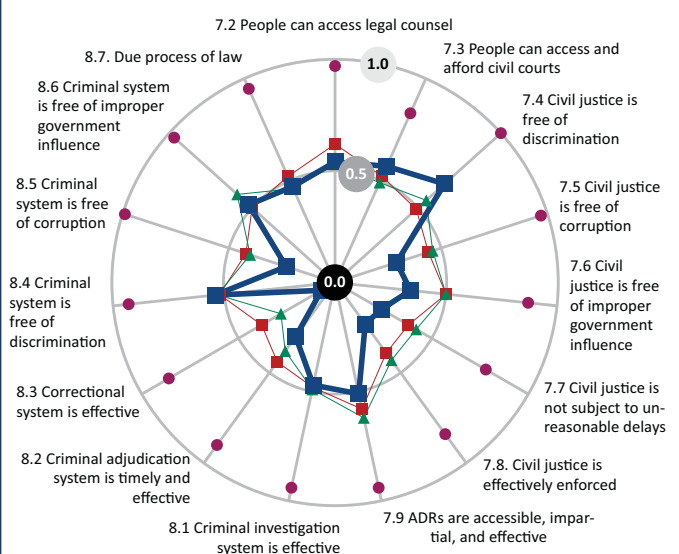 7.2 People can access legal counsel
7.3 People can access and
afford civil courts
7.4 Civil justice is
free of
discrimination
7.5 Civil justice
is free of
corruption
7.6 Civil
justice is free
of improper
government
influence
7.7 Civil justice is
not subject to un-
reasonable delays
7.8. Civil justice is
effectively enforced
7.9 ADRs are accessible, impar-
tial, and effective
8.1 Criminal investigation
system is effective
8.2 Criminal adjudication
system is timely and
effective
8.3 Correctional
system is effective
8.4 Criminal
system is
free of
discrimination
8.5 Criminal
system is free
of corruption
8.6 Criminal system
is free of improper
government
influence
8.7. Due process of law
1.0
0.5
0.0